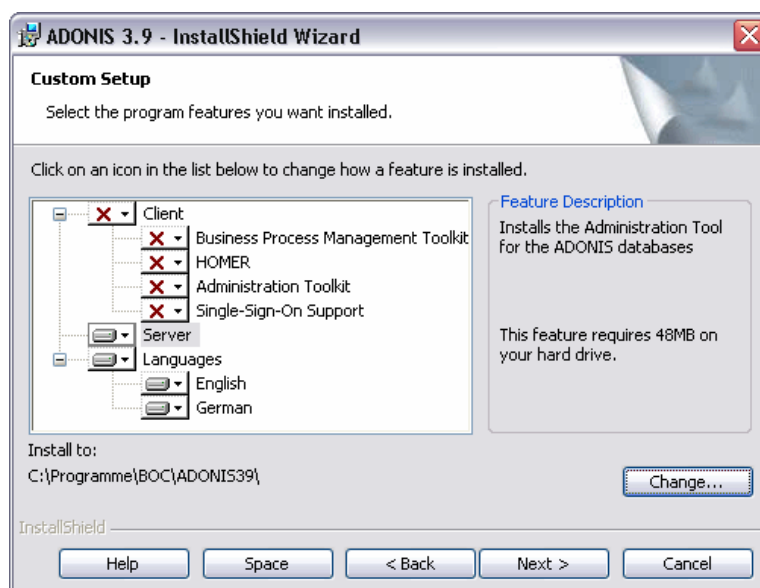 ADONIS 3.9 - InstallShield Wizard
Custom Setup
Select the program features you want installed.
Click on an icon in the list below to change how a feature is installed.
Client
Business Process Management Toolkit
HOMER
Administration Toolkit
Single-Sign-On Support
Server
Languages
English
German
Feature Description
Installs the Administration Tool
for the ADONIS databases
This feature requires 48MB on
your hard drive.
Install to:
C:\Programme\BOC\ADONIS39\
Change...
InstallShield
Help
Space
< Back
Next >
Cancel